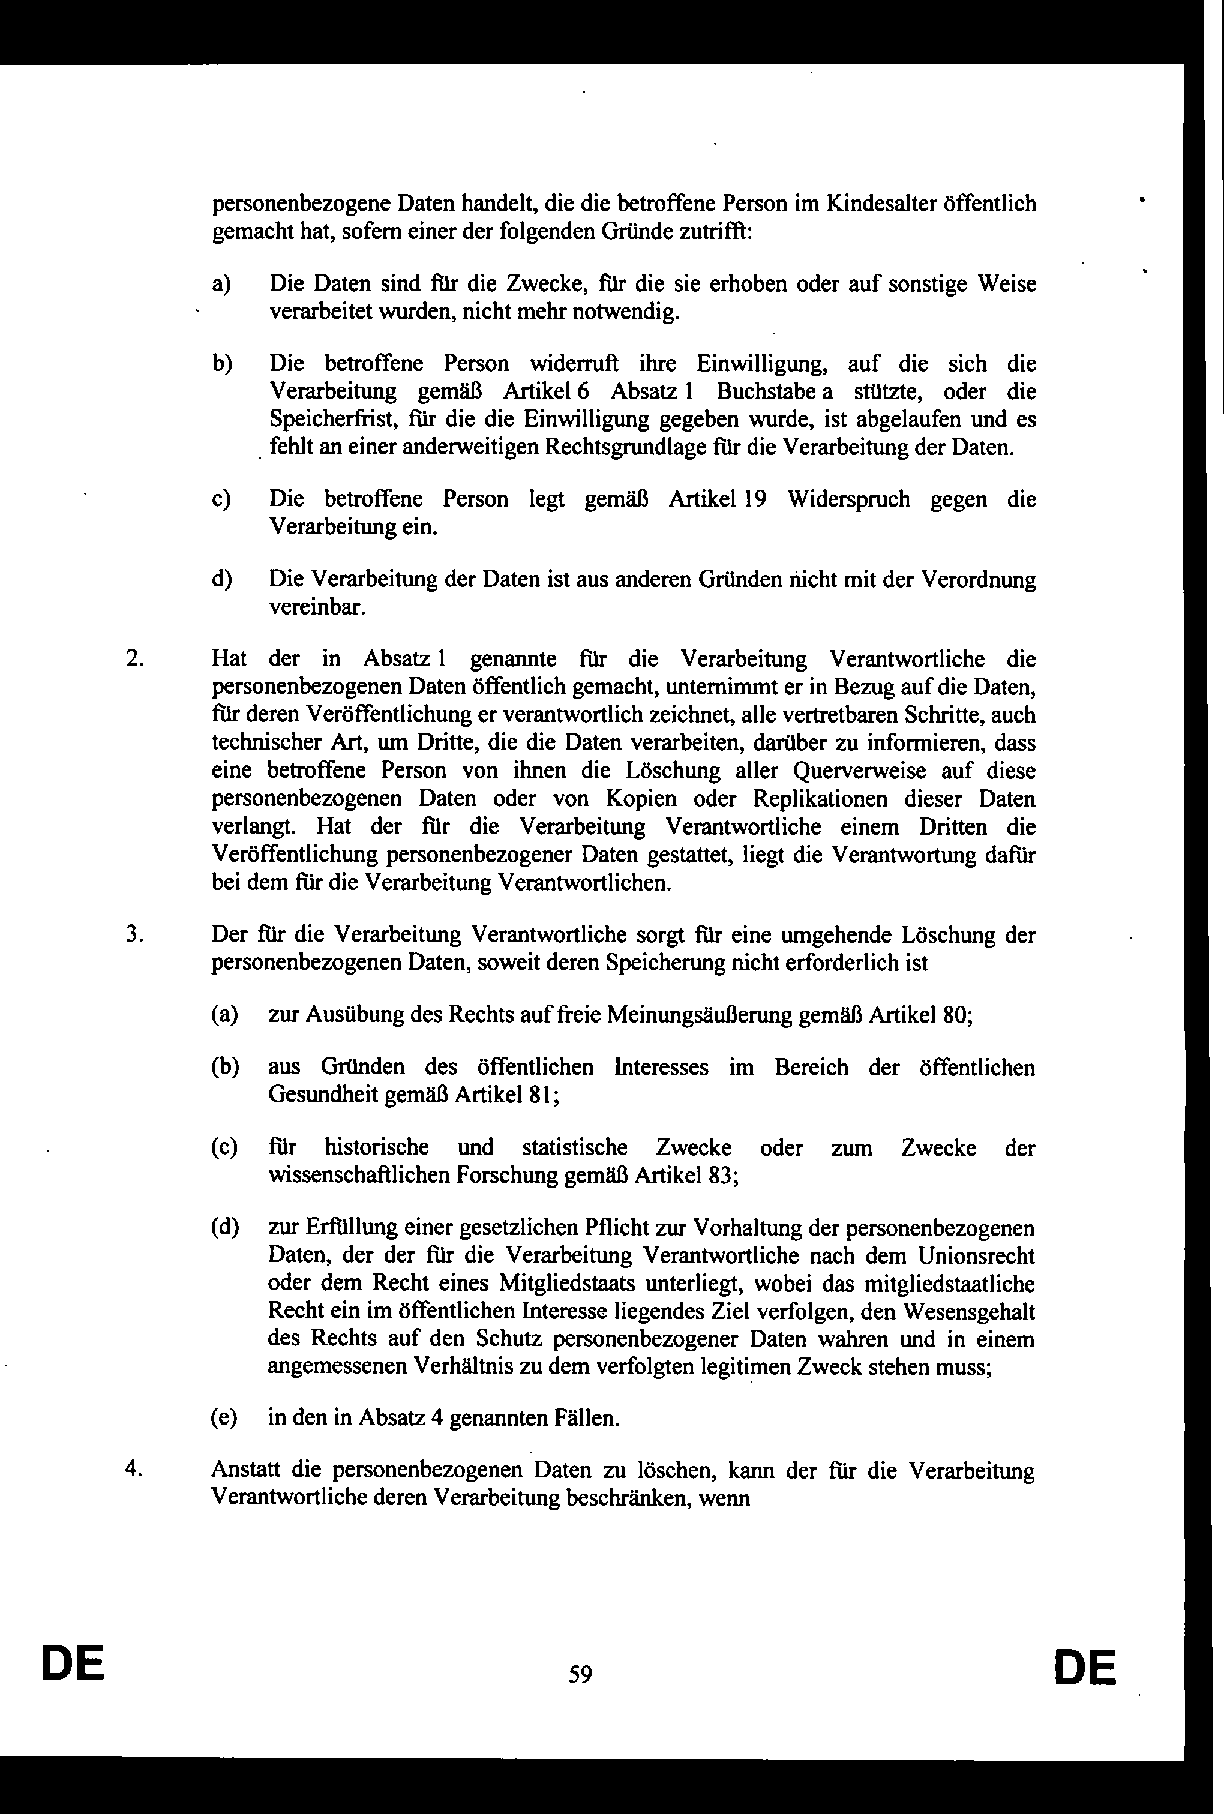 personenbezogene Daten handelt, die die betroffene Person im Kindesalter öffentlich
gemacht hat, sofern einer der folgenden Gründe zutrifft:
a) Die Daten sind für die Zwecke, für die sie erhoben oder auf sonstige Weise
verarbeitet wurden, nicht mehr notwendig.
b) Die betroffene Person widerruft ihre Einwilligung, auf die sich die
Verarbeitung gemäß Artikel 6 Absatz 1 Buchstabe a stützte, oder die
Speicherfrist, für die die Einwilligung gegeben wurde, ist abgelaufen und es
fehlt an einer anderweitigen Rechtsgrundlage für die Verarbeitung der Daten.
c) Die betroffene Person legt gemäß Artikel 19 Widerspruch gegen die
Verarbeitung ein.
d) Die Verarbeitung der Daten ist aus anderen Gründen nicht mit der Verordnung
vereinbar.
2. Hat der in Absatz 1 genannte für die Verarbeitung Verantwortliche die
personenbezogenen Daten öffentlich gemacht, unternimmt er in Bezug auf die Daten,
für deren Veröffentlichung er verantwortlich zeichnet, alle vertretbaren Schritte, auch
technischer Art, um Dritte, die die Daten verarbeiten, darüber zu informieren, dass
eine betroffene Person von ihnen die Löschung aller Querverweise auf diese
personenbezogenen Daten oder von Kopien oder Replikationen dieser Daten
verlangt. Hat der für die Verarbeitung Verantwortliche einem Dritten die
Veröffentlichung personenbezogener Daten gestattet, liegt die Verantwortung dafür
bei dem für die Verarbeitung Verantwortlichen.
3. Der für die Verarbeitung Verantwortliche sorgt für eine umgehende Löschung der
personenbezogenen Daten, soweit deren Speicherung nicht erforderlich ist
(a) zur Ausübung des Rechts auf freie Meinungsäußerung gemäß Artikel 80;
(b) aus Gründen des öffentlichen Interesses im Bereich der öffentlichen
Gesundheit gemäß Artikel 81;
(c) für historische und statistische Zwecke oder zum Zwecke der
wissenschaftlichen Forschung gemäß Artikel 83;
(d) zur Erfüllung einer gesetzlichen Pflicht zur Vorhaltung der personenbezogenen
Daten, der der für die Verarbeitung Verantwortliche nach dem Unionsrecht
oder dem Recht eines Mitgliedstaats unterliegt, wobei das mitgliedstaatliche
Recht ein im öffentlichen Interesse liegendes Ziel verfolgen, den Wesensgehalt
des Rechts auf den Schutz personenbezogener Daten wahren und in einem
angemessenen Verhältnis zu dem verfolgten legitimen Zweck stehen muss;
(e) in den in Absatz 4 genannten Fällen.
4. Anstatt die personenbezogenen Daten zu löschen, kann der für die Verarbeitung
Verantwortliche deren Verarbeitung beschränken, wenn
DE 59 DE